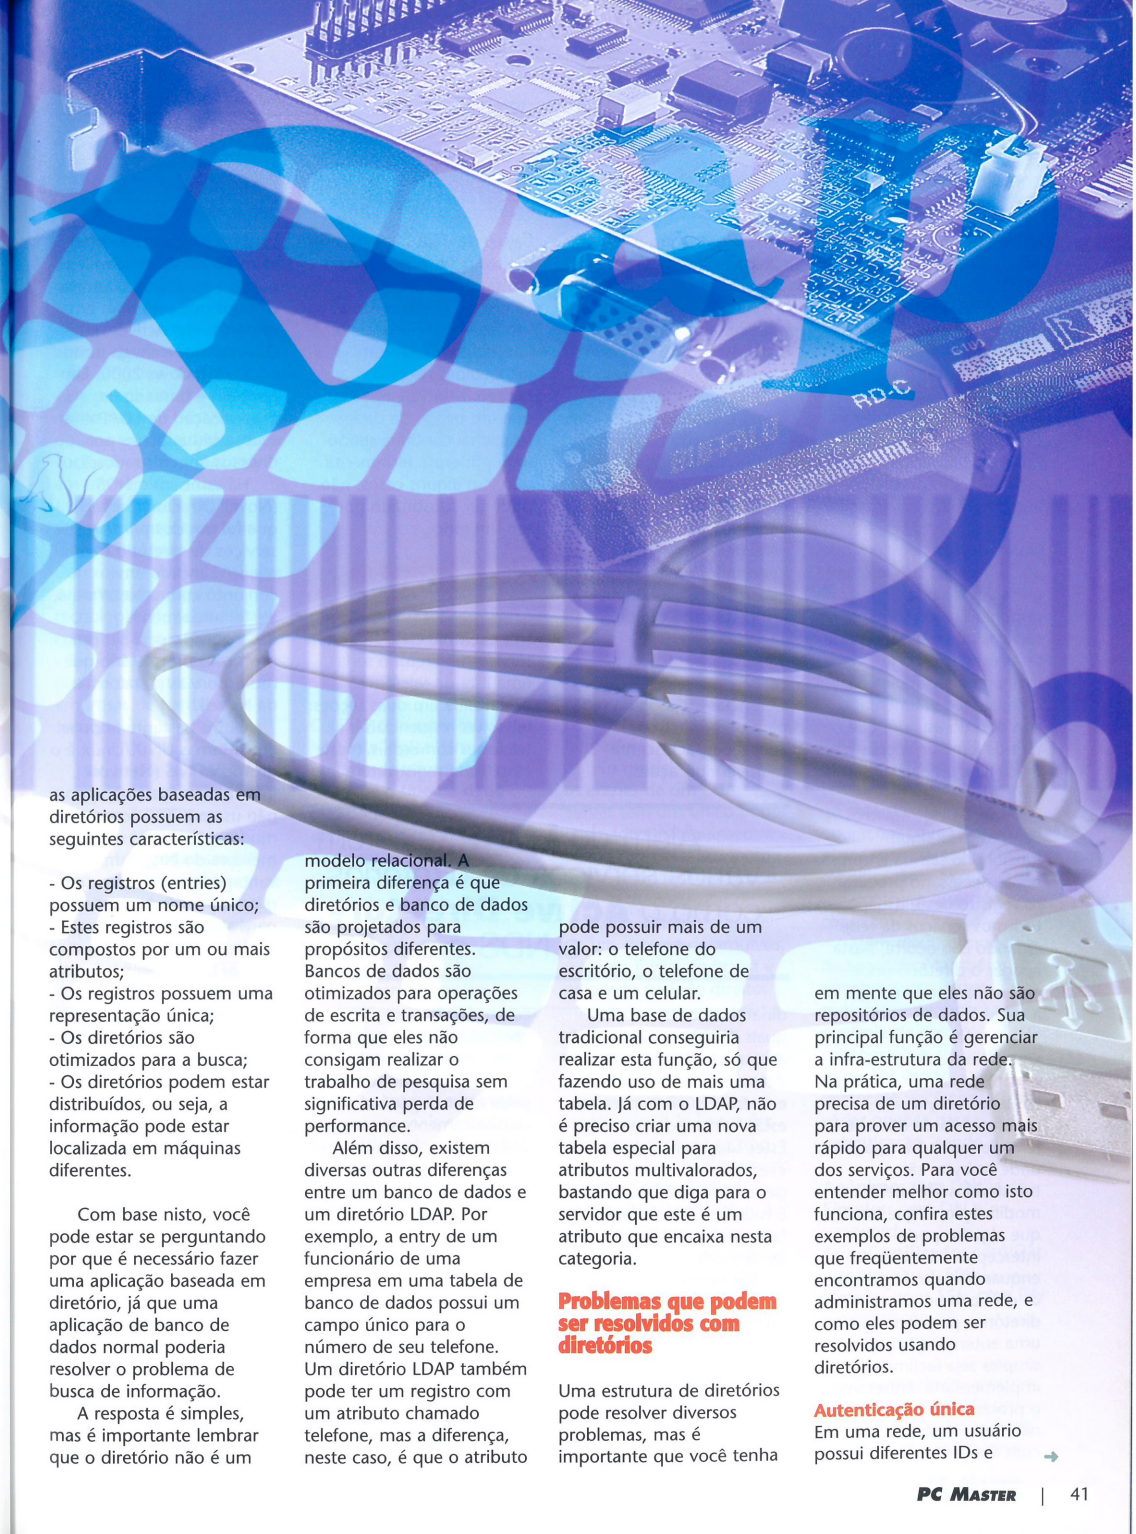 Ldap
RD-C
BUFFALO
as aplicações baseadas em
diretórios possuem as
seguintes características:
- Os registros (entries)
possuem um nome único;
- Estes registros são
compostos por um ou mais
atributos;
- Os registros possuem uma
representação única;
- Os diretórios são
otimizados para a busca;
- Os diretórios podem estar
distribuídos, ou seja, a
informação pode estar
localizada em máquinas
diferentes.
Com base nisto, você
pode estar se perguntando
por que é necessário fazer
uma aplicação baseada em
diretório, já que uma
aplicação de banco de
dados normal poderia
resolver o problema de
busca de informação.
A resposta é simples,
mas é importante lembrar
que o diretório não é um
modelo relacional. A
primeira diferença é que
diretórios e banco de dados
são projetados para
propósitos diferentes.
Bancos de dados são
otimizados para operações
de escrita e transações, de
forma que eles não
consigam realizar o
trabalho de pesquisa sem
significativa perda de
performance.
Além disso, existem
diversas outras diferenças
entre um banco de dados e
um diretório LDAP. Por
exemplo, a entry de um
funcionário de uma
empresa em uma tabela de
banco de dados possui um
campo único para o
número de seu telefone.
Um diretório LDAP também
pode ter um registro com
um atributo chamado
telefone, mas a diferença,
neste caso, é que o atributo
pode possuir mais de um
valor: o telefone do
escritório, o telefone de
casa e um celular.
Uma base de dados
tradicional conseguiria
realizar esta função, só que
fazendo uso de mais uma
tabela. Já com o LDAP, não
é preciso criar uma nova
tabela especial para
atributos multivalorados,
bastando que diga para o
servidor que este é um
atributo que encaixa nesta
categoria.
Problemas que podem
ser resolvidos com
diretórios
Uma estrutura de diretórios
pode resolver diversos
problemas, mas é
importante que você tenha
em mente que eles não são
repositórios de dados. Sua
principal função é gerenciar
a infra-estrutura da rede.
Na prática, uma rede
precisa de um diretório
para prover um acesso mais
rápido para qualquer um
dos serviços. Para você
entender melhor como isto
funciona, confira estes
exemplos de problemas
que freqüentemente
encontramos quando
administramos uma rede, e
como eles podem ser
resolvidos usando
diretórios.
Autenticação única
Em uma rede, um usuário
possui diferentes IDs e
PC MASTER | 41